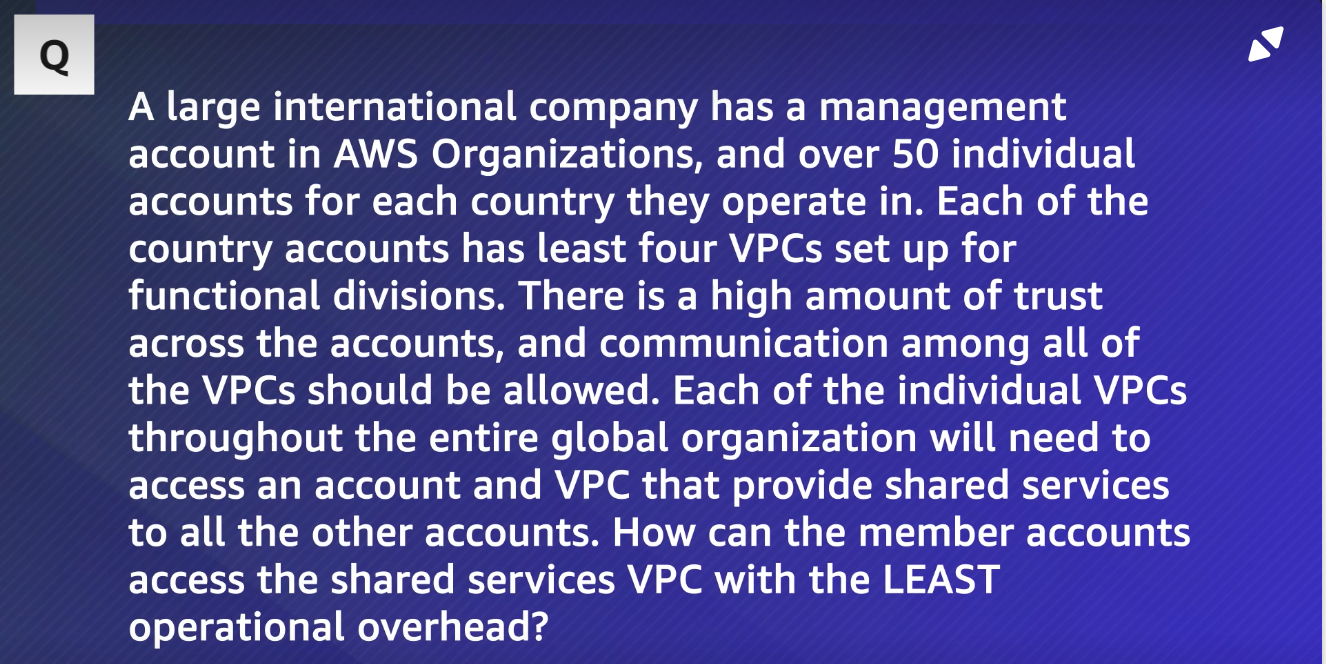 Q
A large international company has a management
account in AWS Organizations, and over 50 individual
accounts for each country they operate in. Each of the
country accounts has least four VPCs set up for
functional divisions. There is a high amount of trust
across the accounts, and communication among all of
the VPCs should be allowed. Each of the individual VPCs
throughout the entire global organization will need to
access an account and VPC that provide shared services
to all the other accounts. How can the member accounts
access the shared services VPC with the LEAST
operational overhead?